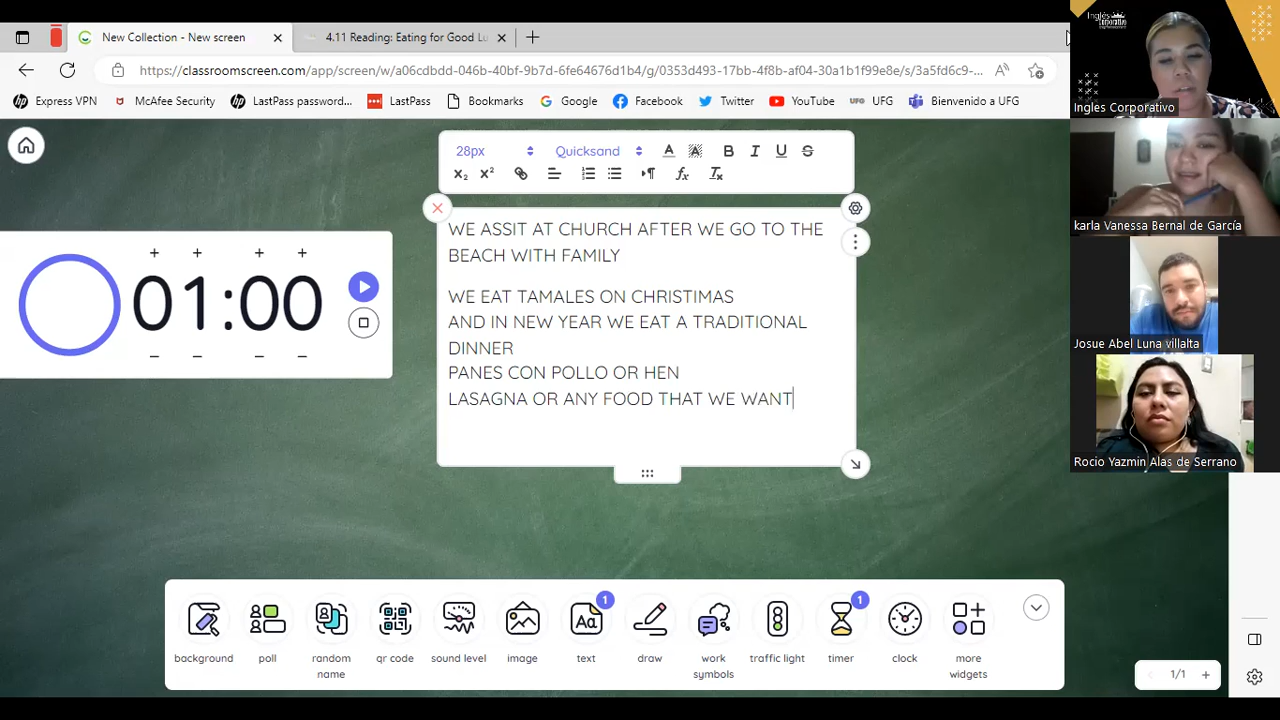 New Collection - New screen
4.11 Reading: Eating for Good Lu
https://classroomscreen.com/app/screen/w/a06cdbdd-046b-40bf-9b7d-6fe64676d1b4/g/0353d493-17bb-4f8b-af04-30a1b1f99e8e/s/3a5fd6c9-...
Express VPN
McAfee Security
LastPass password...
LastPass
Bookmarks
Google
Facebook
Twitter
YouTube
UFG
Bienvenido a UFG
28px
Quicksand
WE ASSIT AT CHURCH AFTER WE GO TO THE
BEACH WITH FAMILY
WE EAT TAMALES ON CHRISTIMAS
AND IN NEW YEAR WE EAT A TRADITIONAL
DINNER
PANES CON POLLO OR HEN
LASAGNA OR ANY FOOD THAT WE WANT
01:00
background
poll
random
name
qr code
sound level
image
1
text
draw
work
symbols
traffic light
1
timer
clock
more
widgets
1/1
Inglés
Corporativo
Ingles Corporativo
karla Vanessa Bernal de García
Josue Abel Luna villalta
Rocio Yazmin Alas de Serrano